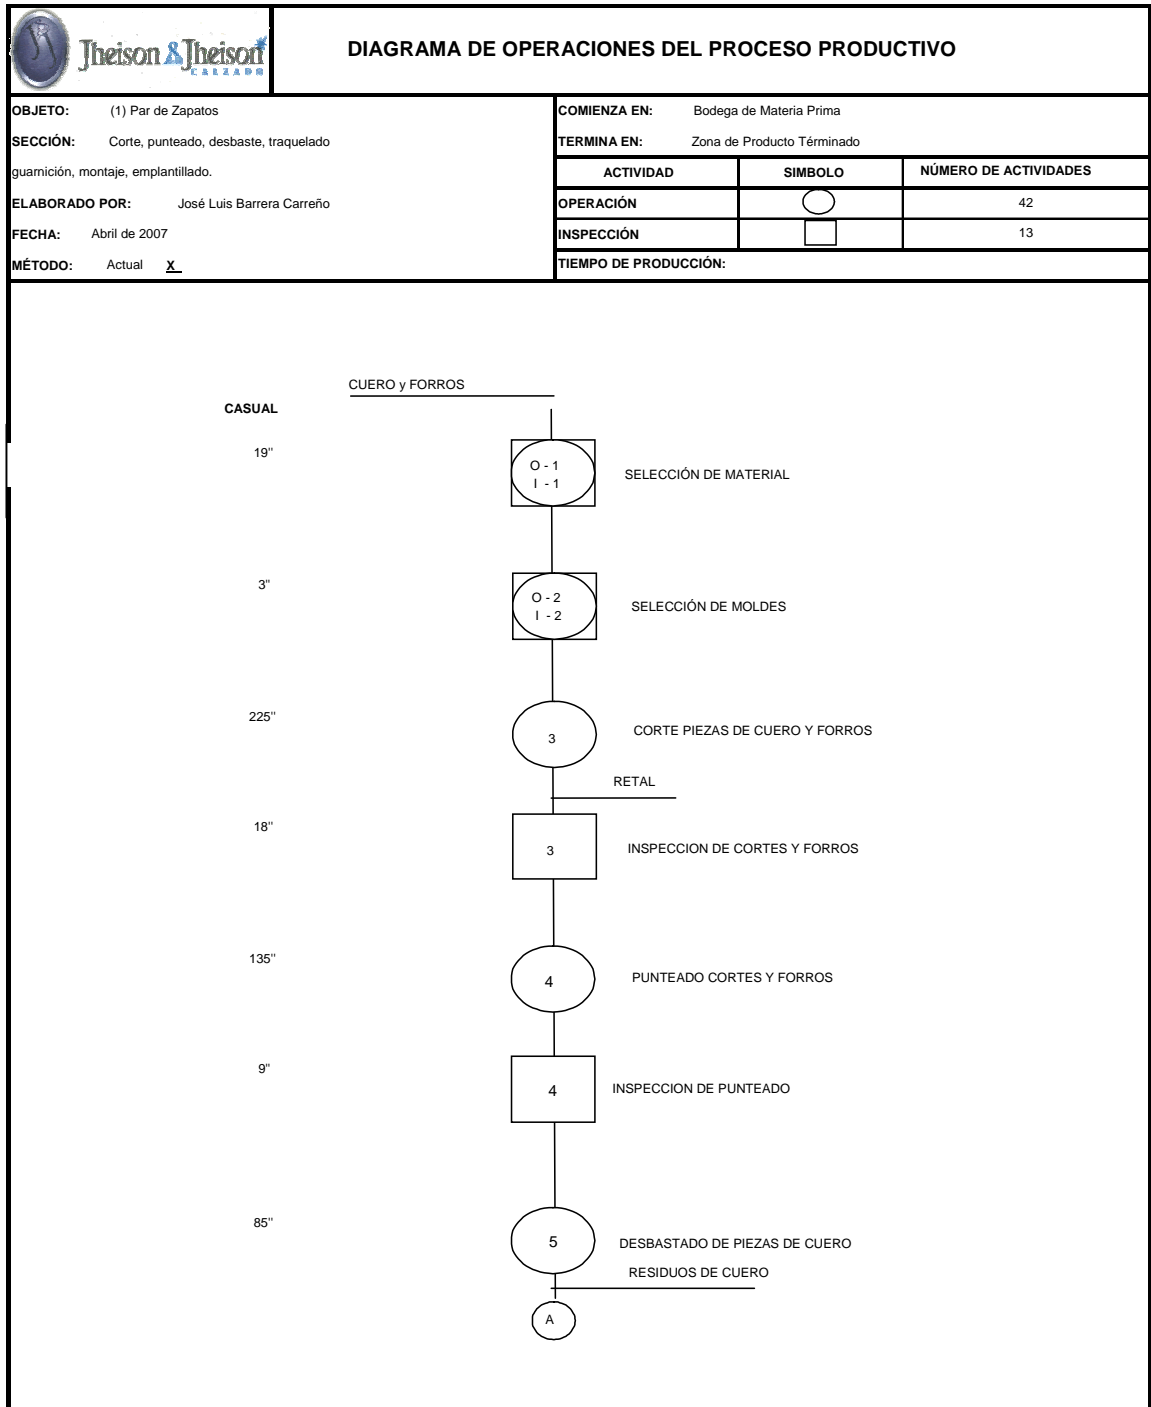 Jheison & Jheison
CALZADO
DIAGRAMA DE OPERACIONES DEL PROCESO PRODUCTIVO
OBJETO: (1) Par de Zapatos
SECCIÓN: Corte, punteado, desbaste, traquelado
guarnición, montaje, emplantillado.
ELABORADO POR: José Luis Barrera Carreño
FECHA: Abril de 2007
MÉTODO: Actual X
COMIENZA EN: Bodega de Materia Prima
TERMINA EN: Zona de Producto Términado
ACTIVIDAD SIMBOLO NÚMERO DE ACTIVIDADES
OPERACIÓN 42
INSPECCIÓN 13
TIEMPO DE PRODUCCIÓN:
CUERO y FORROS
CASUAL
19"
O - 1
I - 1
SELECCIÓN DE MATERIAL
3"
O - 2
I - 2
SELECCIÓN DE MOLDES
225"
3
CORTE PIEZAS DE CUERO Y FORROS
RETAL
18"
3
INSPECCION DE CORTES Y FORROS
135"
4
PUNTEADO CORTES Y FORROS
9"
4
INSPECCION DE PUNTEADO
85"
5
DESBASTADO DE PIEZAS DE CUERO
RESIDUOS DE CUERO
A